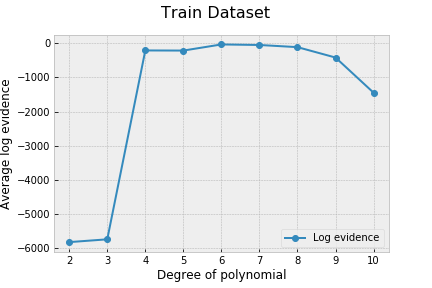 Train Dataset
Average log evidence
0
−1000
−2000
−3000
−4000
−5000
−6000
Log evidence
2 3 4 5 6 7 8 9 10
Degree of polynomial